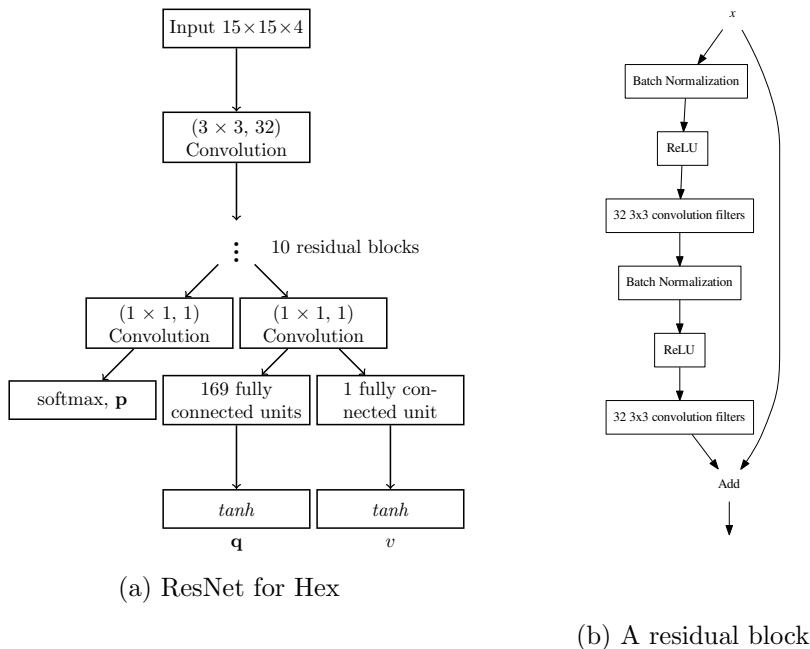 Input 15×15×4
(3 × 3, 32)
Convolution
⋮ 10 residual blocks
(1 × 1, 1)
Convolution
(1 × 1, 1)
Convolution
softmax, p
169 fully
connected units
1 fully con-
nected unit
tanh
q
tanh
v
(a) ResNet for Hex
x
Batch Normalization
ReLU
32 3x3 convolution filters
Batch Normalization
ReLU
32 3x3 convolution filters
Add
(b) A residual block